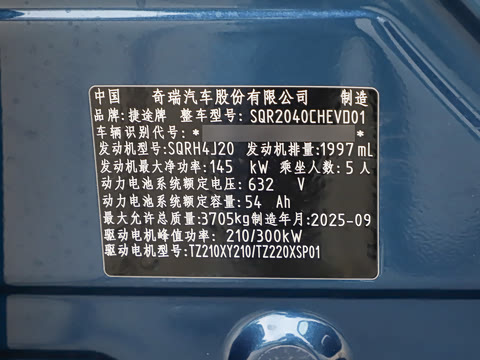 中国 奇瑞汽车股份有限公司 制造
品牌:捷途牌 整车型号:SQR2040CHEVD01
车辆识别代号:* *
发动机型号:SQRH4J20 发动机排量:1997mL
发动机最大净功率:145 kW 乘坐人数:5人
动力电池系统额定电压:632 V
动力电池系统额定容量:54 Ah
最大允许总质量:3705kg制造年月:2025-09
驱动电机峰值功率: 210/300kW
驱动电机型号:TZ210XY210/TZ220XSP01